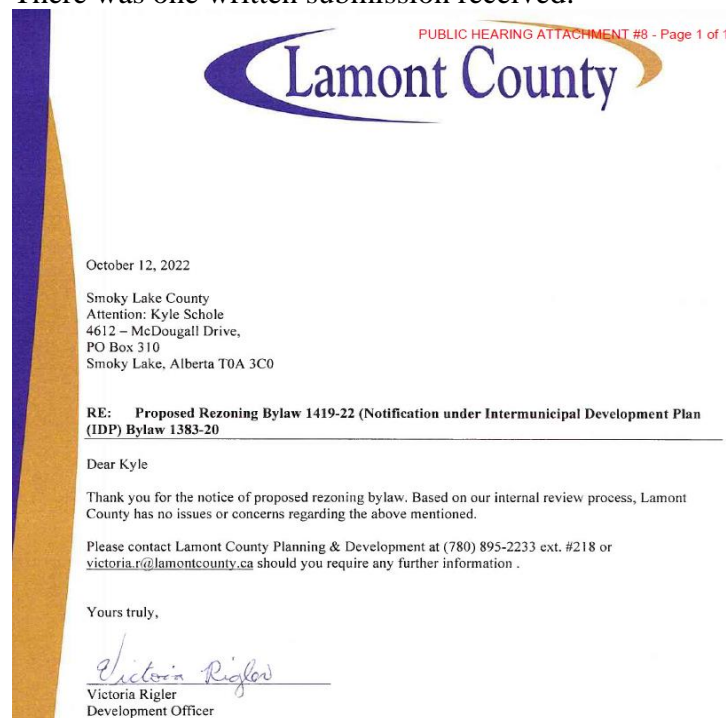 There was one written submission received.
PUBLIC HEARING ATTACHMENT #8 - Page 1 of 1
Lamont County
October 12, 2022
Smoky Lake County
Attention: Kyle Schole
4612 – McDougall Drive,
PO Box 310
Smoky Lake, Alberta T0A 3C0
RE: Proposed Rezoning Bylaw 1419-22 (Notification under Intermunicipal Development Plan
(IDP) Bylaw 1383-20
Dear Kyle
Thank you for the notice of proposed rezoning bylaw. Based on our internal review process, Lamont
County has no issues or concerns regarding the above mentioned.
Please contact Lamont County Planning & Development at (780) 895-2233 ext. #218 or
victoria.r@lamontcounty.ca should you require any further information .
Yours truly,
Victoria Rigler
Victoria Rigler
Development Officer